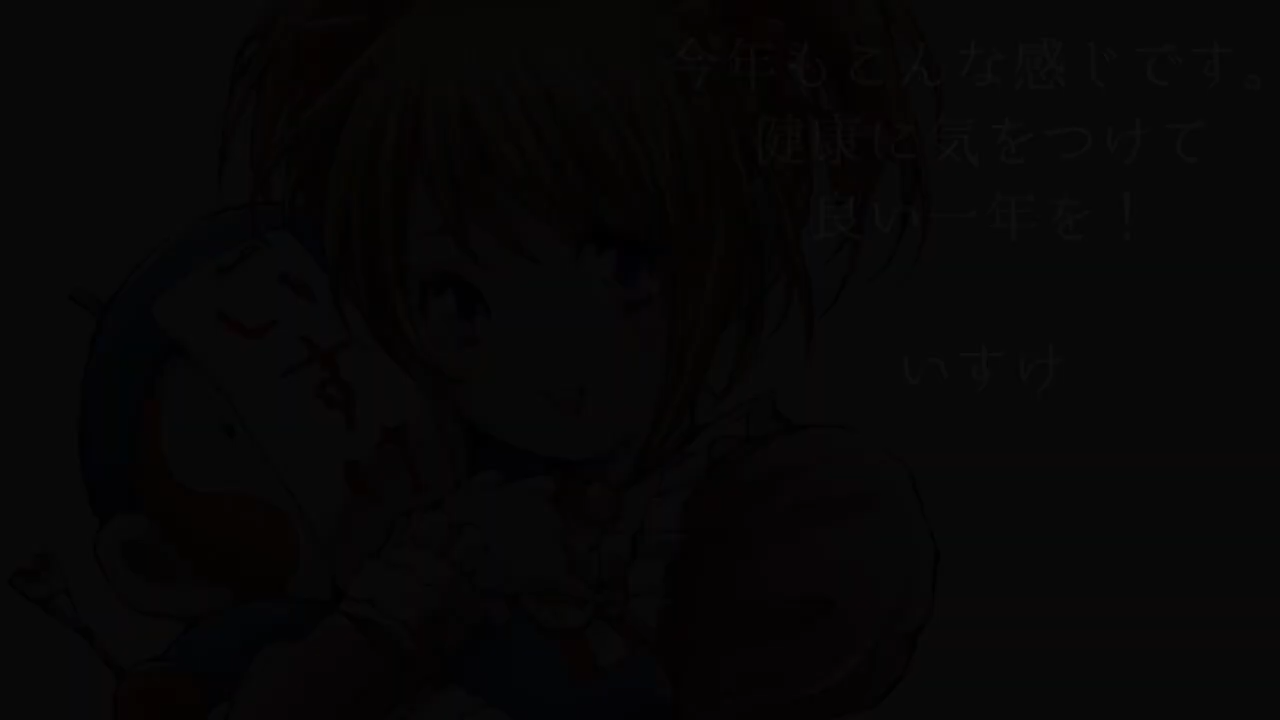 今年もこんな感じです。
健康に気をつけて
良い一年を！
いすけ